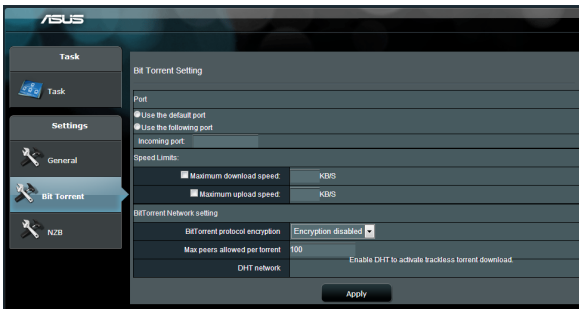 ASUS
Task
Task
Settings
General
Bit Torrent
NZB
Bit Torrent Setting
Port
Use the default port
Use the following port
Incoming port:
Speed Limits:
Maximum download speed: KB/S
Maximum upload speed: KB/S
BitTorrent Network setting
BitTorrent protocol encryption Encryption disabled
Max peers allowed per torrent 100
DHT network Enable DHT to activate trackless torrent download.
Apply